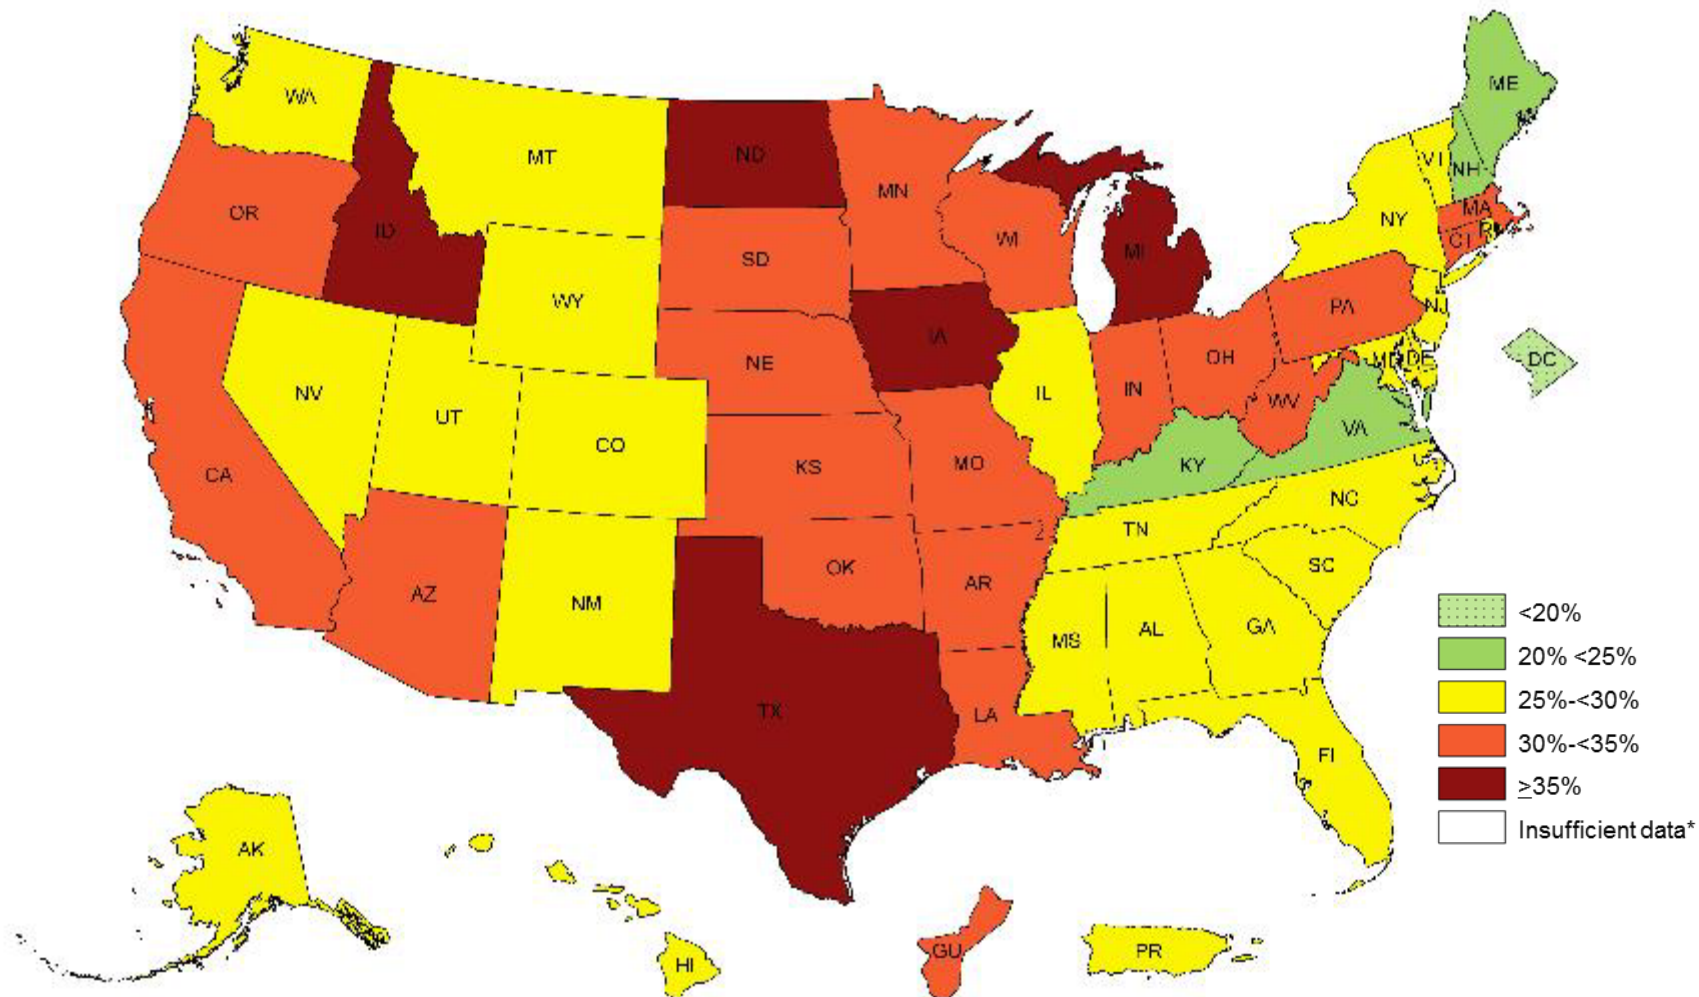 ME
WA
MT
ND
MN
VT
NH
OR
ID
SD
WI
MI
NY
MA
CT
RI
WY
IA
PA
NJ
NE
OH
MD
DE
DC
NV
UT
CO
IL
IN
WV
VA
CA
KS
MO
KY
NC
TN
AZ
NM
OK
AR
SC
MS
AL
GA
<20%
20% <25%
25%-<30%
TX
LA
30%-<35%
FL
≥35%
Insufficient data*
AK
HI
GU
PR